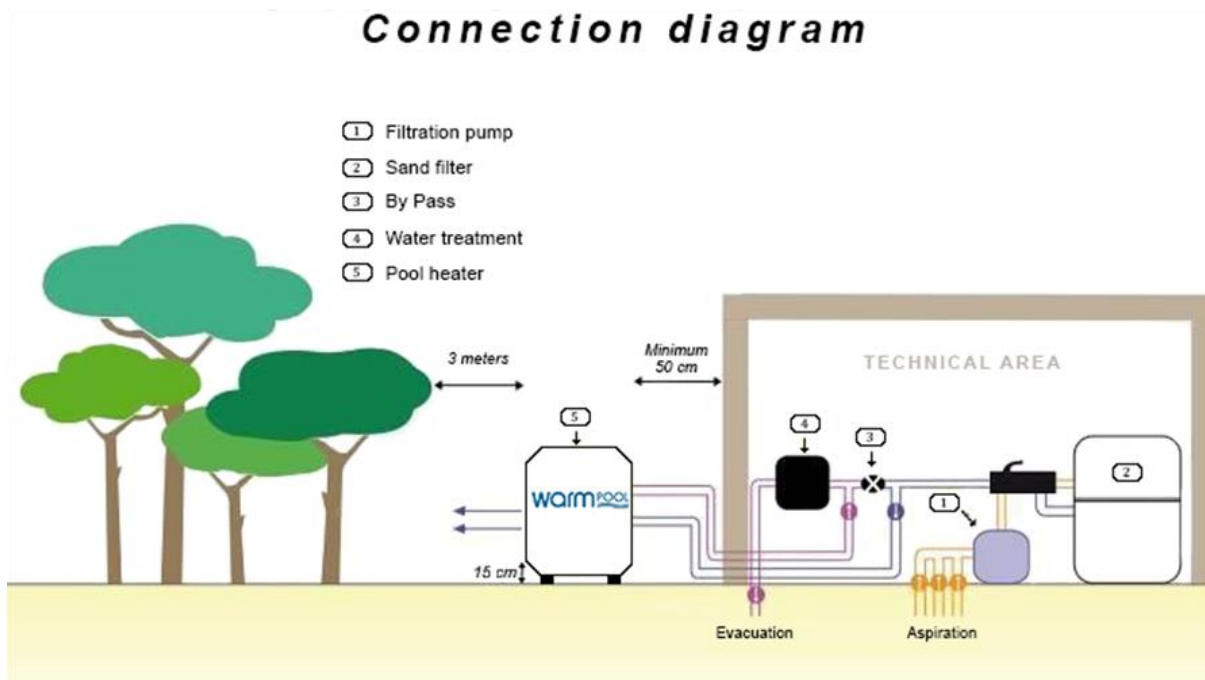 Connection diagram
1 Filtration pump
2 Sand filter
3 By Pass
4 Water treatment
5 Pool heater
3 meters
Minimum
50 cm
TECHNICAL AREA
5
4
3
2
1
warm POOL
15 cm
Evacuation
Aspiration